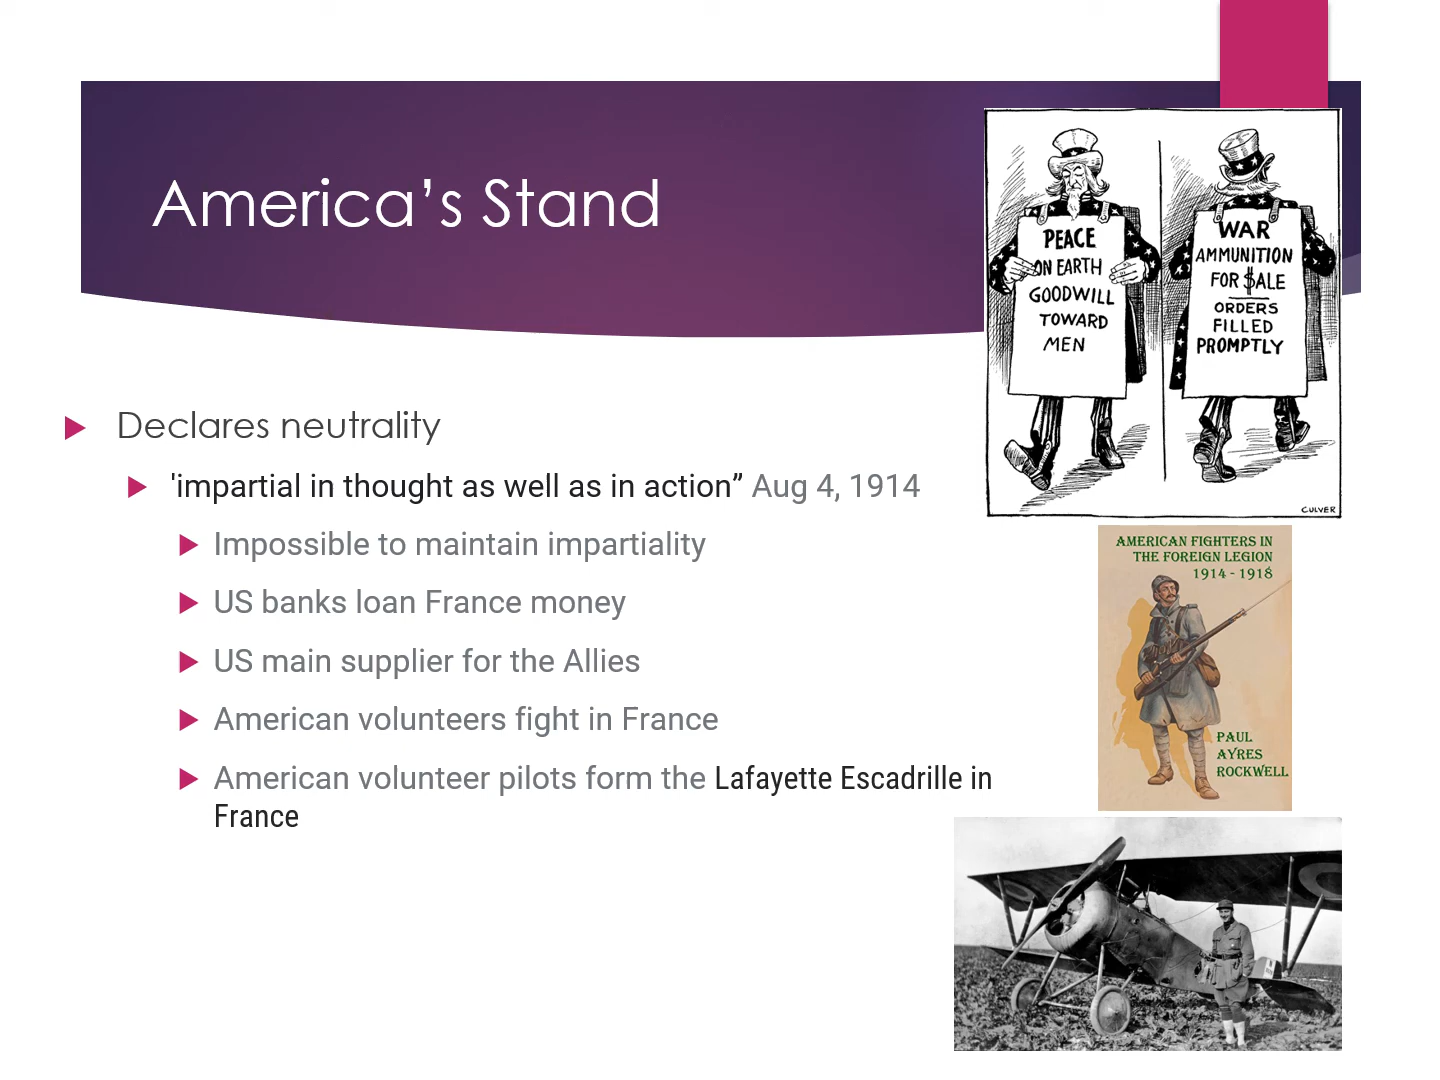 America’s Stand
PEACE
ON EARTH
GOODWILL
TOWARD
MEN
WAR
AMMUNITION
FOR $ALE
ORDERS
FILLED
PROMPTLY
CULVER
Declares neutrality
'impartial in thought as well as in action” Aug 4, 1914
Impossible to maintain impartiality
US banks loan France money
US main supplier for the Allies
American volunteers fight in France
American volunteer pilots form the Lafayette Escadrille in
France
AMERICAN FIGHTERS IN
THE FOREIGN LEGION
1914 - 1918
PAUL
AYRES
ROCKWELL